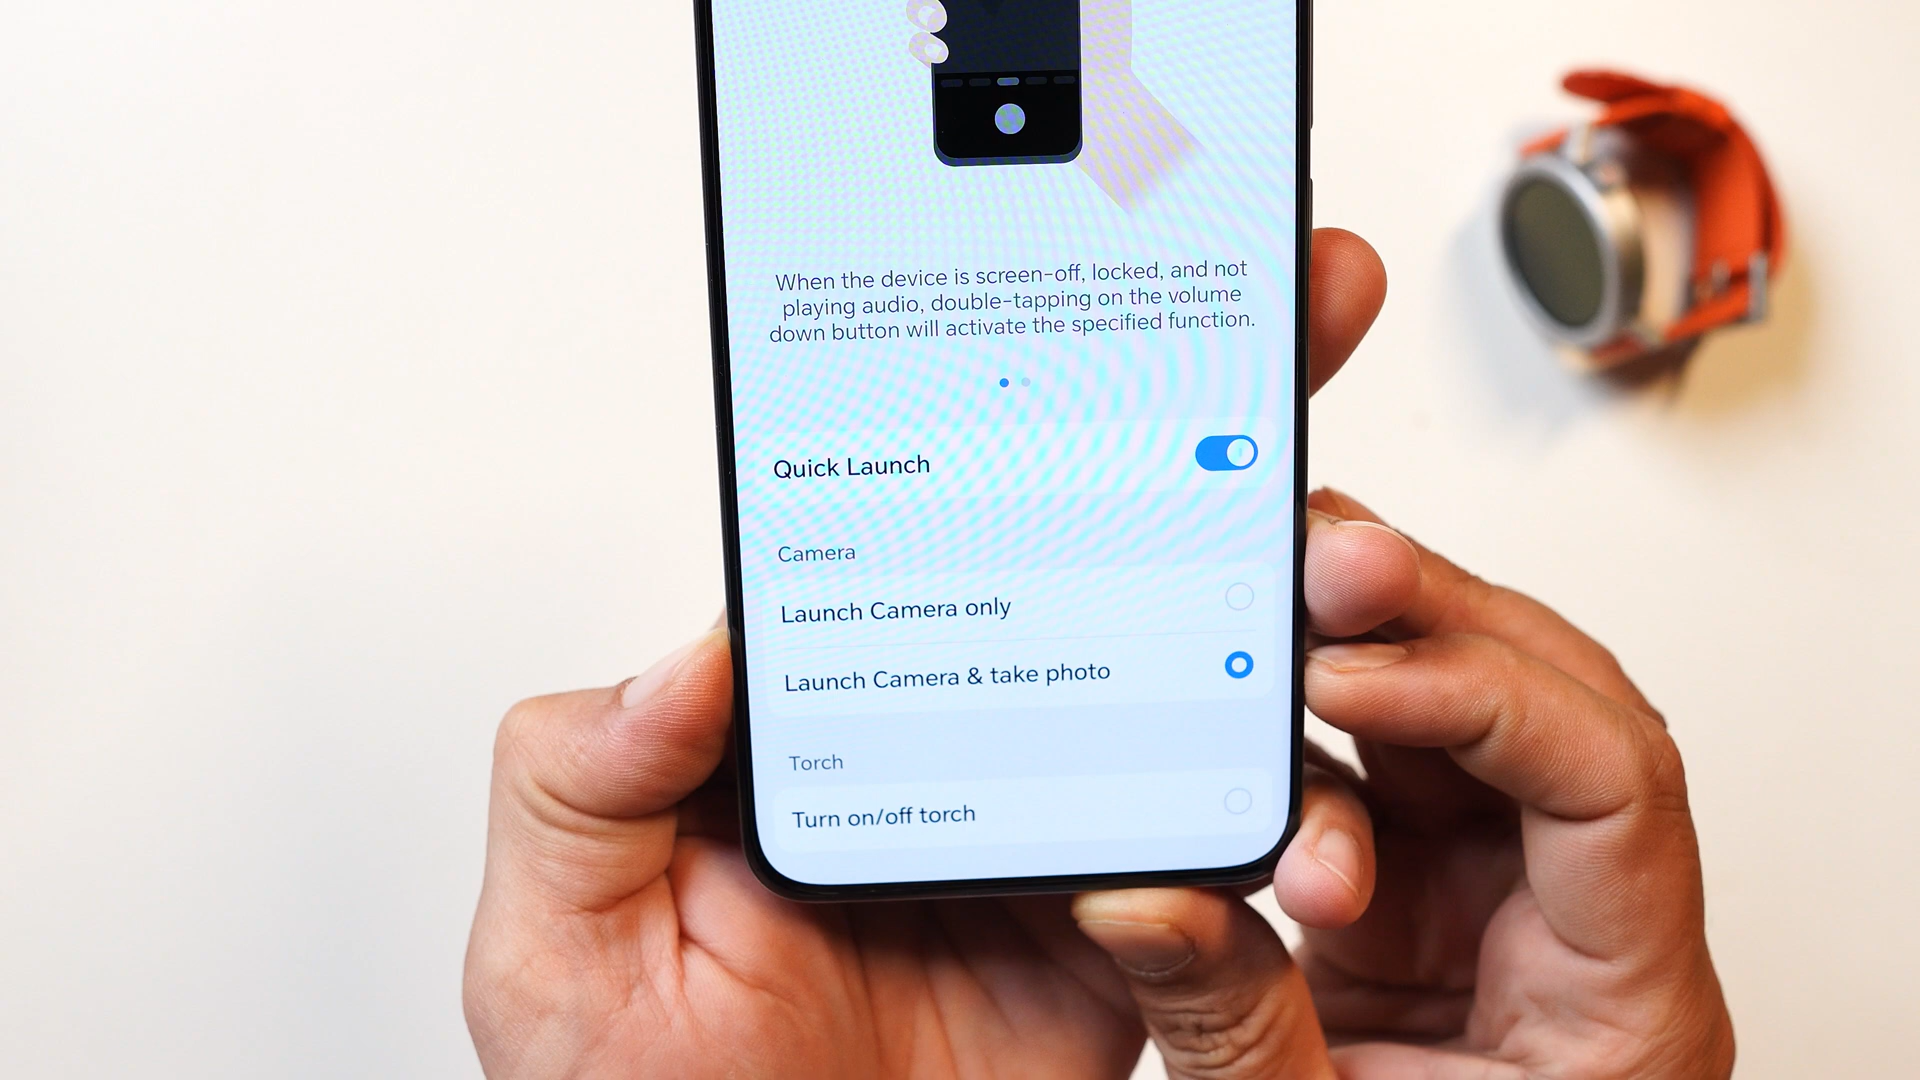 When the device is screen-off, locked, and not
playing audio, double-tapping on the volume
down button will activate the specified function.
Quick Launch
Camera
Launch Camera only
Launch Camera & take photo
Torch
Turn on/off torch